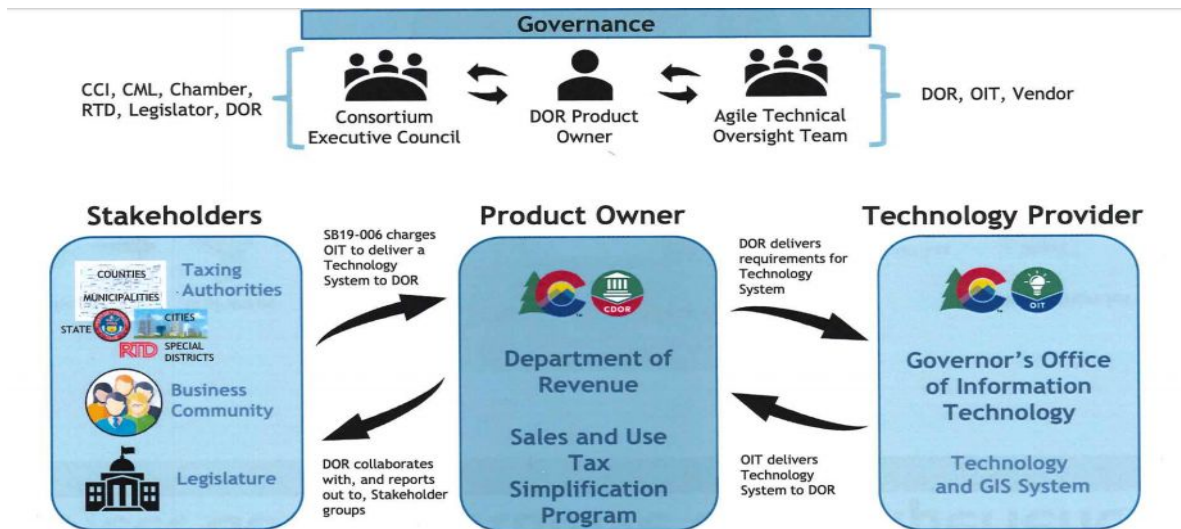 Governance
CCI, CML, Chamber,
RTD, Legislator, DOR
Consortium
Executive Council
DOR Product
Owner
Agile Technical
Oversight Team
DOR, OIT, Vendor
Stakeholders
COUNTIES
MUNICIPALITIES
STATE
CITIES
RTD
SPECIAL
DISTRICTS
Taxing
Authorities
Business
Community
Legislature
SB19-006 charges
OIT to deliver a
Technology
System to DOR
DOR collaborates
with, and reports
out to, Stakeholder
groups
Product Owner
CDOR
TM
Department of
Revenue
Sales and Use
Tax
Simplification
Program
DOR delivers
requirements for
Technology
System
OIT delivers
Technology
System to DOR
Technology Provider
OIT
TM
Governor's Office
of Information
Technology
Technology
and GIS System